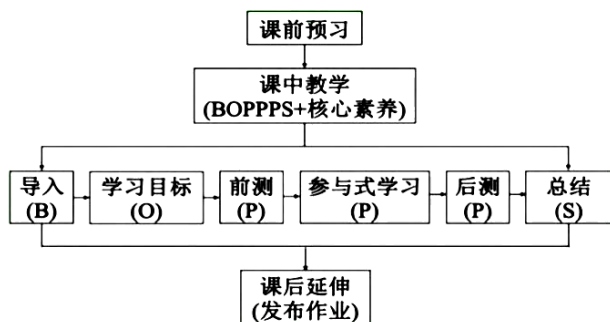 课前预习
课中教学
(BOPPPS+核心素养)
导入
(B)
学习目标
(O)
前测
(P)
参与式学习
(P)
后测
(P)
总结
(S)
课后延伸
(发布作业)